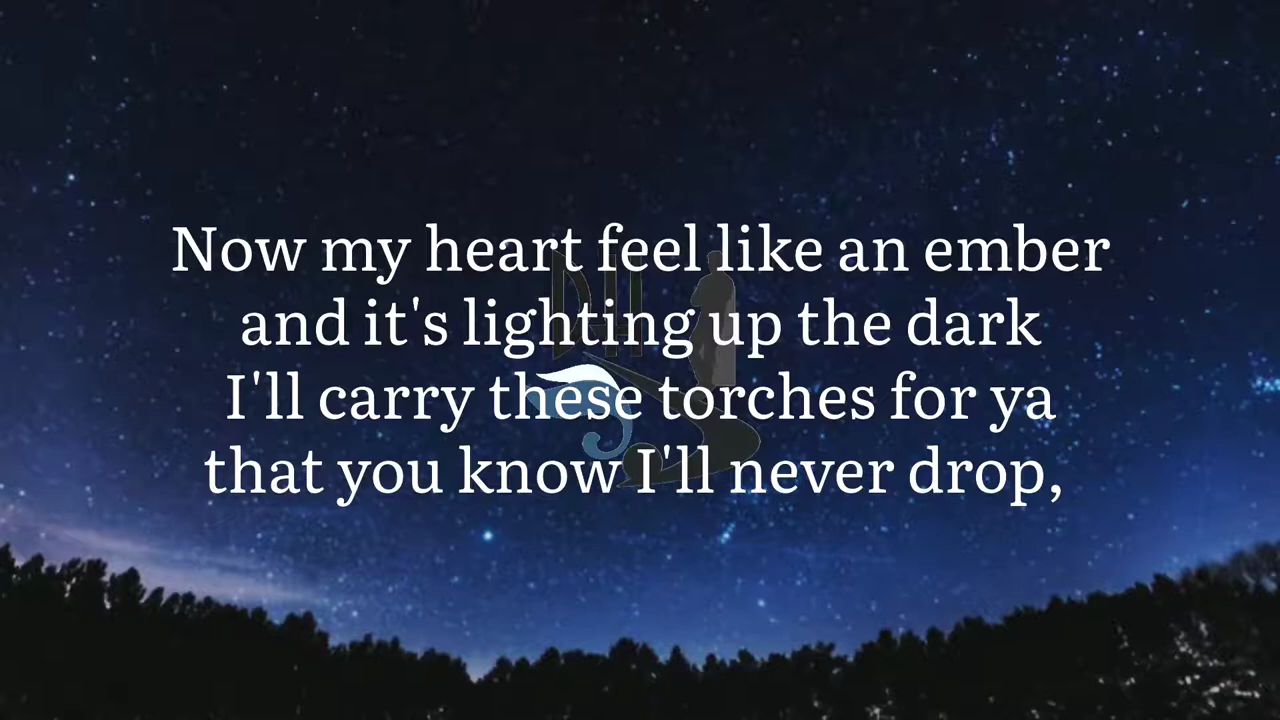 Now my heart feel like an ember
and it's lighting up the dark
I'll carry these torches for ya
that you know I'll never drop,
DH